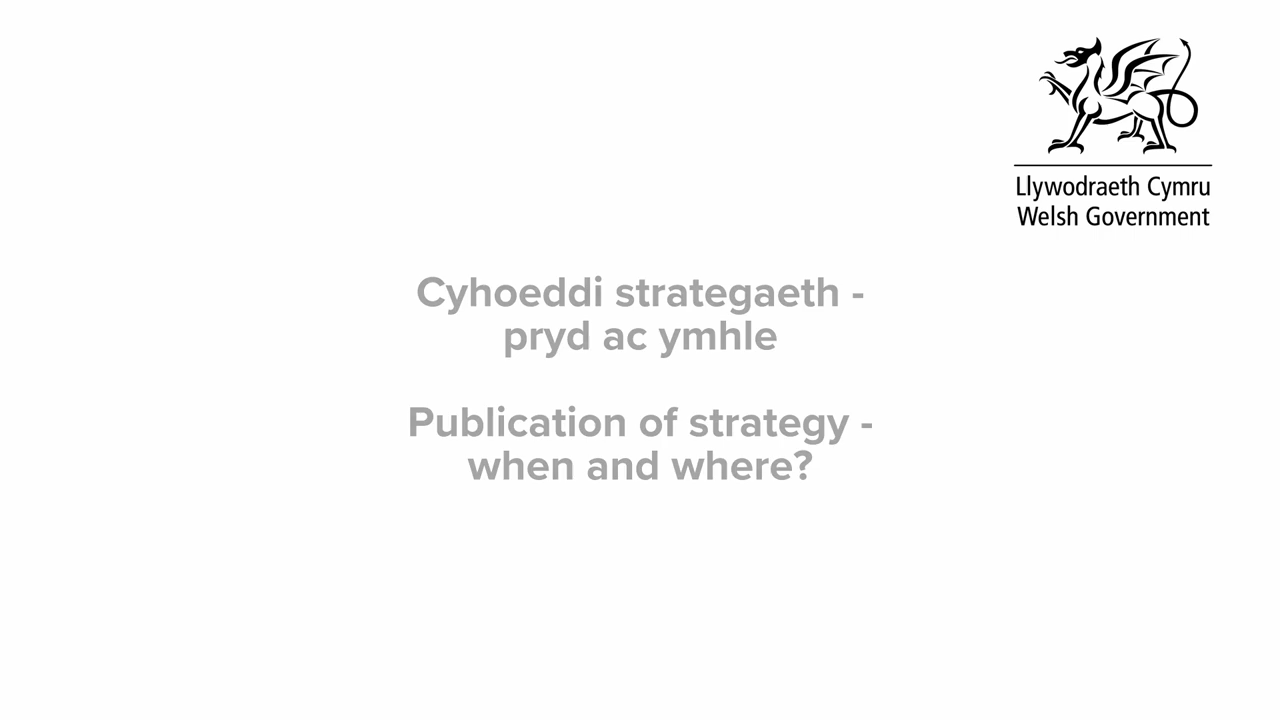 Llywodraeth Cymru
Welsh Government
Cyhoeddi strategaeth -
pryd ac ymhle
Publication of strategy -
when and where?